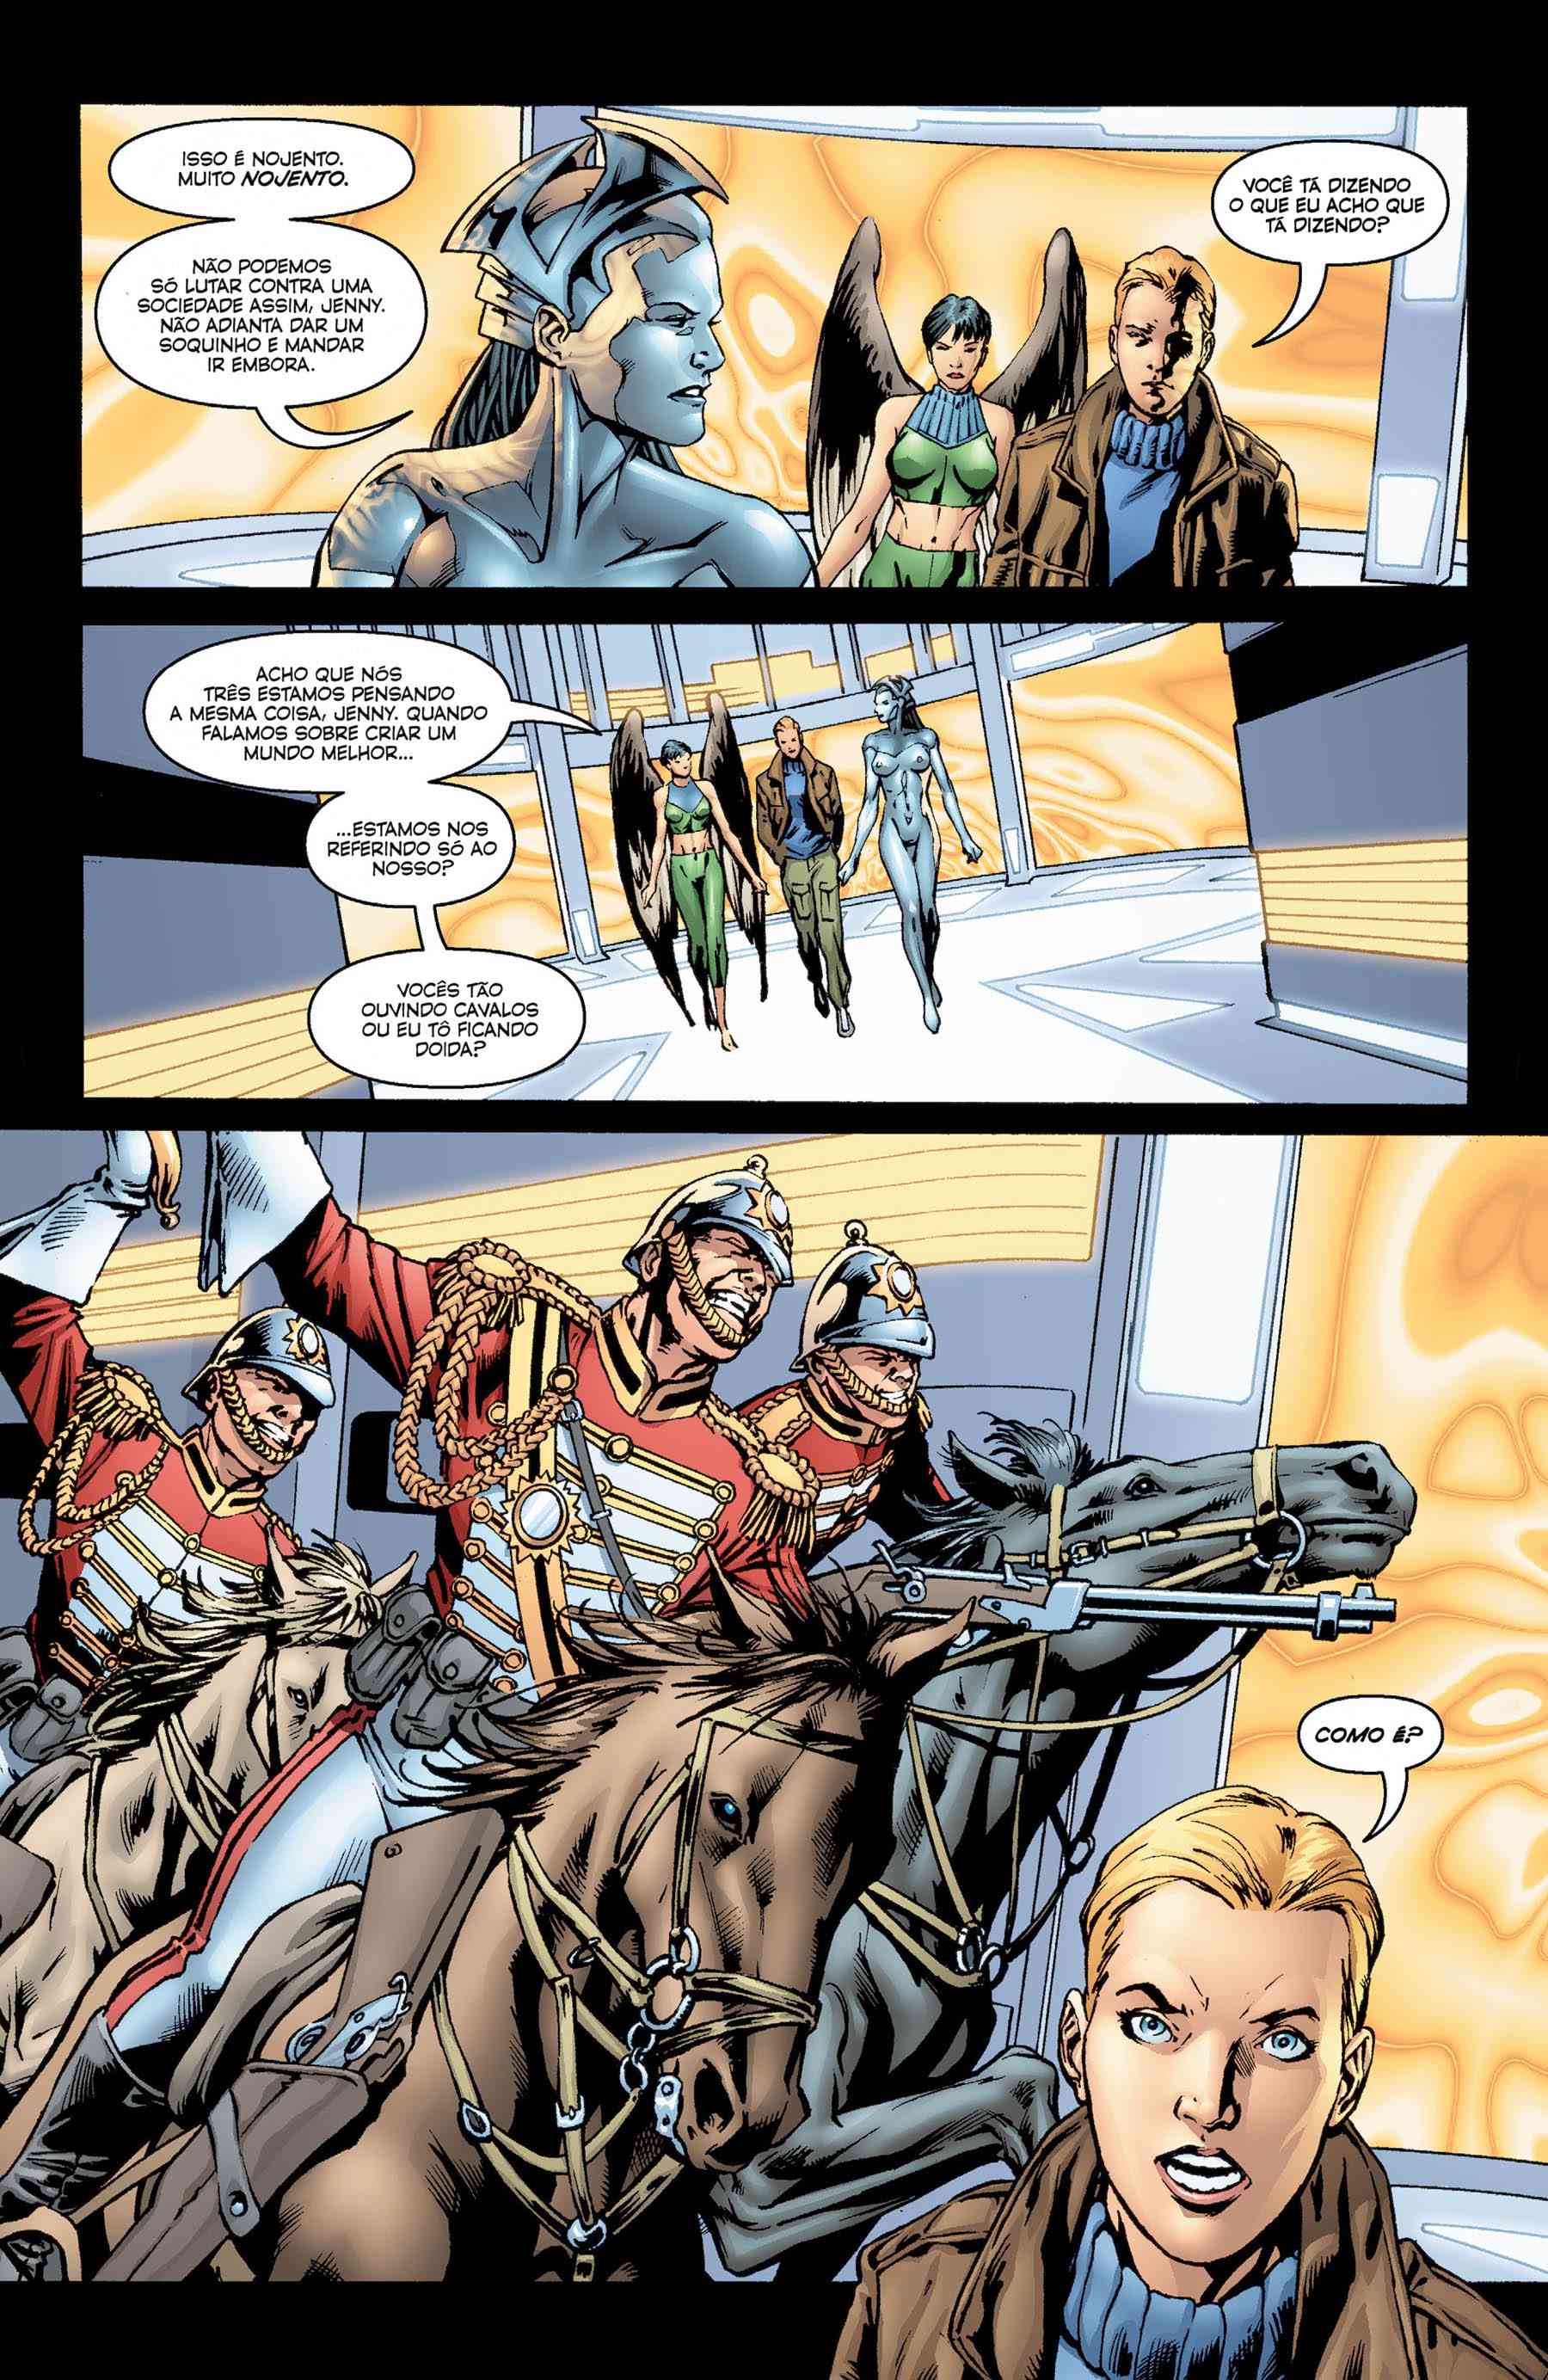 ISSO É NOJENTO.
MUITO NOJENTO.
NÃO PODEMOS
SÓ LUTAR CONTRA UMA
SOCIEDADE ASSIM, JENNY.
NÃO ADIANTA DAR UM
SOQUINHO E MANDAR
IR EMBORA.
VOCÊ TÁ DIZENDO
O QUE EU ACHO QUE
TÁ DIZENDO?
ACHO QUE NÓS
TRÊS ESTAMOS PENSANDO
A MESMA COISA, JENNY. QUANDO
FALAMOS SOBRE CRIAR UM
MUNDO MELHOR...
...ESTAMOS NOS
REFERINDO SÓ AO
NOSSO?
VOCÊS TÃO
OUVINDO CAVALOS
OU EU TÔ FICANDO
DOIDA?
COMO É?